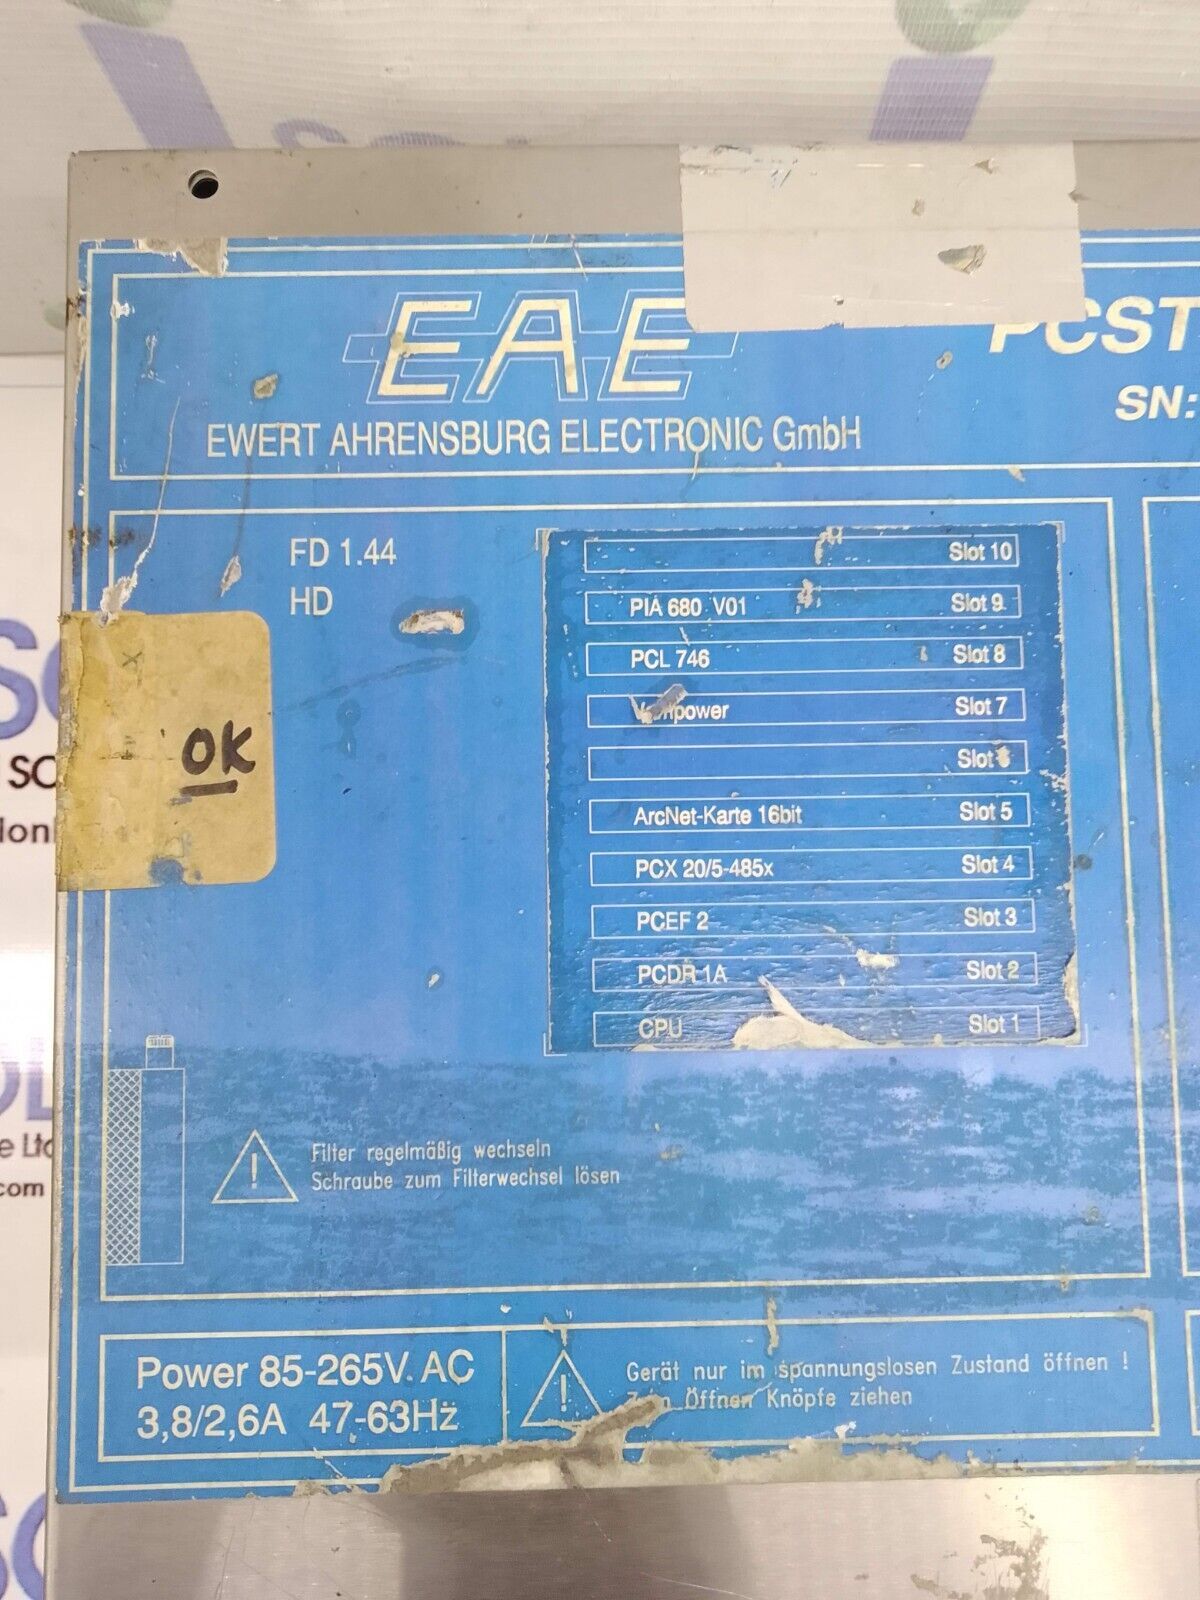 EAE
PCST
SN:
EWERT AHRENSBURG ELECTRONIC GmbH
FD 1.44
HD
Slot 10
PIA 680 V01
Slot 9
PCL 746
Slot 8
Slot 7
Slot
ArcNet-Karte 16bit
Slot 5
PCX 20/5-485x
Slot 4
PCEF 2
Slot 3
PCDR 1A
Slot 2
CPU
Slot 1
OK
Filter regelmäßig wechseln
Schraube zum Filterwechsel lösen
Power 85-265V. AC
3,8/2,6A 47-63Hz
Gerät nur im spannungslosen Zustand öffnen !
Öffnen Knöpfe ziehen